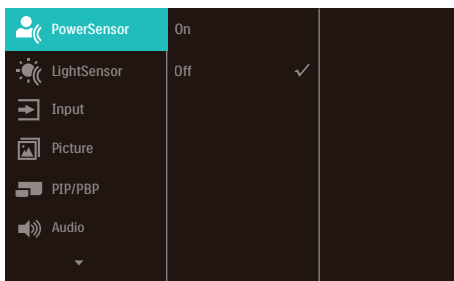 PowerSensor
On
LightSensor
Off
Input
Picture
PIP/PBP
Audio